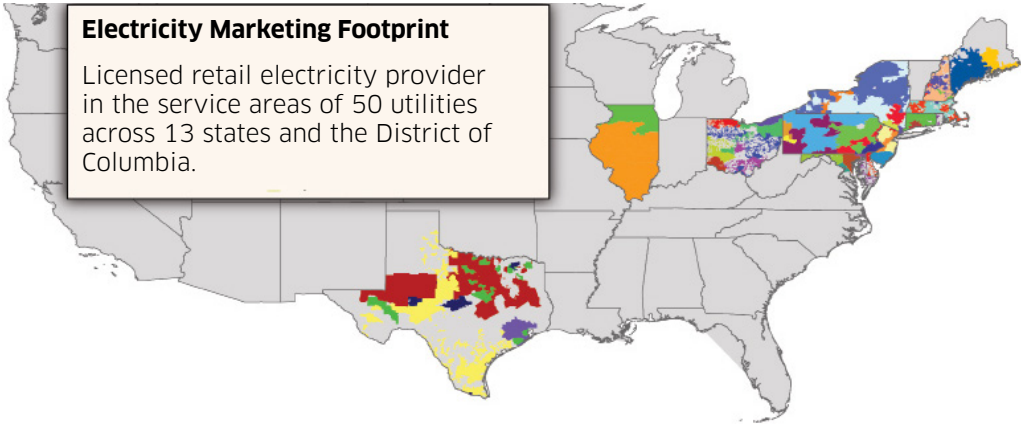 Electricity Marketing Footprint
Licensed retail electricity provider
in the service areas of 50 utilities
across 13 states and the District of
Columbia.